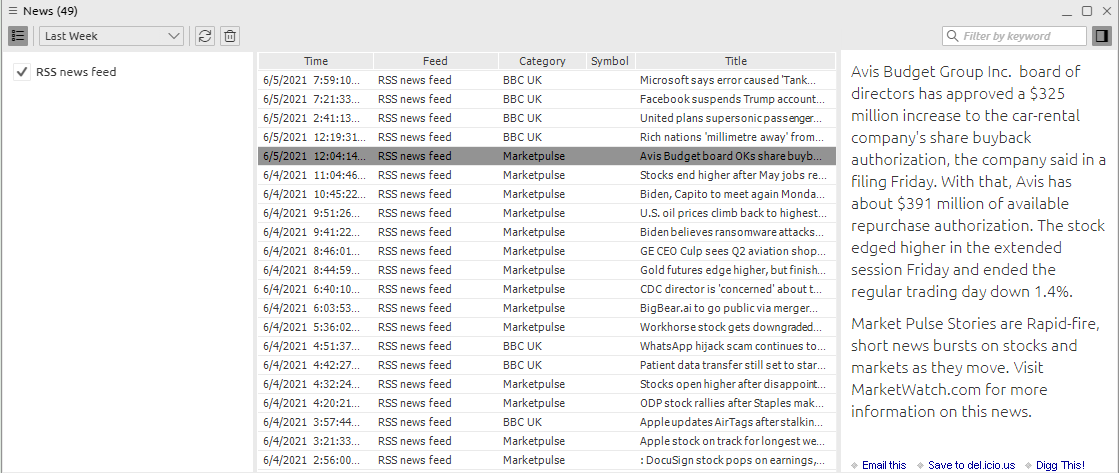 News (49)
Last Week
Filter by keyword
RSS news feed
Time Feed Category Symbol Title
6/5/2021 7:59:10... RSS news feed BBC UK Microsoft says error caused 'Tank...
6/5/2021 7:21:33... RSS news feed BBC UK Facebook suspends Trump account...
6/5/2021 2:41:13... RSS news feed BBC UK United plans supersonic passenger...
6/5/2021 12:19:31... RSS news feed BBC UK Rich nations 'millimetre away' from...
6/5/2021 12:04:14... RSS news feed Marketpulse Avis Budget board OKs share buyb...
6/4/2021 11:04:46... RSS news feed Marketpulse Stocks end higher after May jobs re...
6/4/2021 10:45:22... RSS news feed Marketpulse Biden, Capito to meet again Monda...
6/4/2021 9:51:26... RSS news feed Marketpulse U.S. oil prices climb back to highest...
6/4/2021 9:41:22... RSS news feed Marketpulse Biden believes ransomware attacks...
6/4/2021 8:46:01... RSS news feed Marketpulse GE CEO Culp sees Q2 aviation shop...
6/4/2021 8:44:59... RSS news feed Marketpulse Gold futures edge higher, but finish...
6/4/2021 6:40:10... RSS news feed Marketpulse CDC director is 'concerned' about t...
6/4/2021 6:03:53... RSS news feed Marketpulse BigBear.ai to go public via merger...
6/4/2021 5:36:02... RSS news feed Marketpulse Workhorse stock gets downgraded...
6/4/2021 4:51:37... RSS news feed BBC UK WhatsApp hijack scam continues to...
6/4/2021 4:42:27... RSS news feed BBC UK Patient data transfer still set to star...
6/4/2021 4:32:24... RSS news feed Marketpulse Stocks open higher after disappoint...
6/4/2021 4:20:21... RSS news feed Marketpulse ODP stock rallies after Staples mak...
6/4/2021 3:57:44... RSS news feed BBC UK Apple updates AirTags after stalkin...
6/4/2021 3:21:33... RSS news feed Marketpulse Apple stock on track for longest we...
6/4/2021 2:56:00... RSS news feed Marketpulse : DocuSign stock pops on earnings,...
Avis Budget Group Inc. board of
directors has approved a $325
million increase to the car-rental
company's share buyback
authorization, the company said in a
filing Friday. With that, Avis has
about $391 million of available
repurchase authorization. The stock
edged higher in the extended
session Friday and ended the
regular trading day down 1.4%.
Market Pulse Stories are Rapid-fire,
short news bursts on stocks and
markets as they move. Visit
MarketWatch.com for more
information on this news.
Email this Save to del.icio.us Digg This!